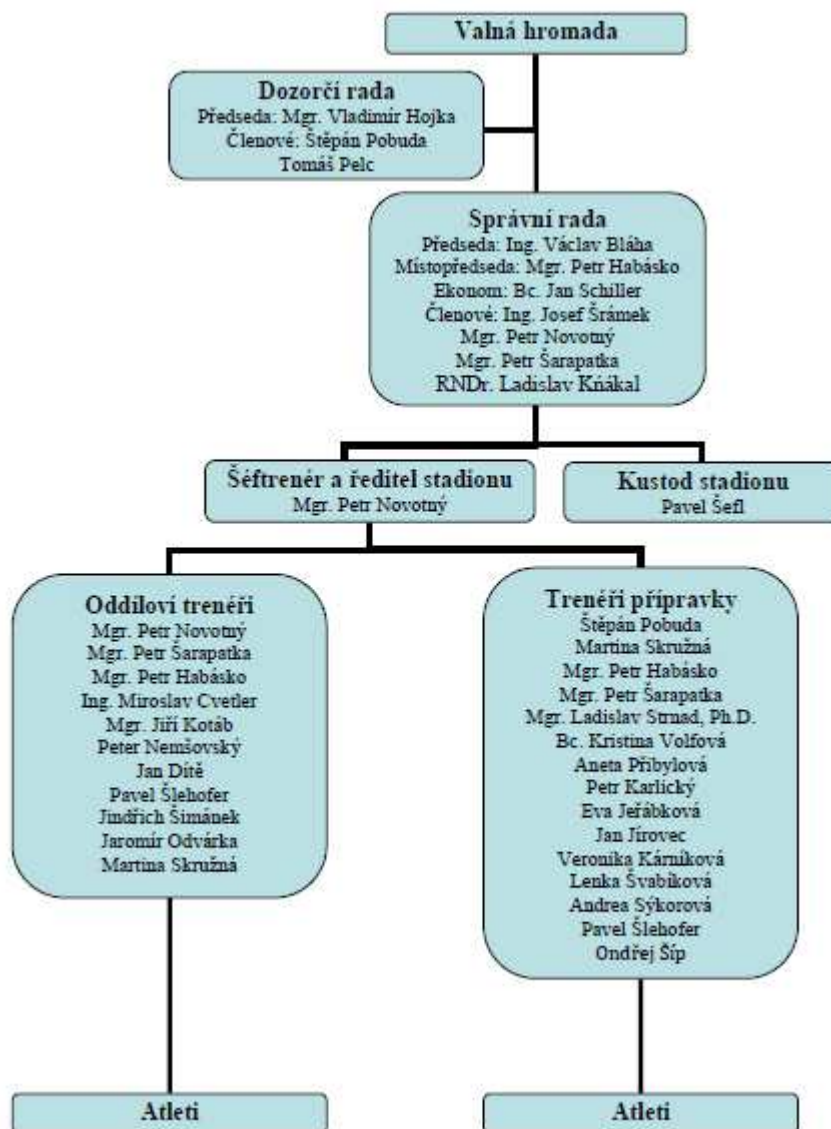 Valná hromada
Dozorčí rada
Předseda: Mgr. Vladimír Hojka
Členové: Štěpán Pobuda
Tomáš Pelc
Správní rada
Předseda: Ing. Václav Bláha
Místopředseda: Mgr. Petr Habásko
Ekonom: Bc. Jan Schiller
Členové: Ing. Josef Šrámek
Mgr. Petr Novotný
Mgr. Petr Šarapatka
RNDr. Ladislav Kňákal
Šéftrenér a ředitel stadionu
Mgr. Petr Novotný
Kustod stadionu
Pavel Šefl
Oddíloví trenéři
Mgr. Petr Novotný
Mgr. Petr Šarapatka
Mgr. Petr Habásko
Ing. Miroslav Cvetler
Mgr. Jiří Kotáb
Peter Nemšovský
Jan Dítě
Pavel Šlehofer
Jindřich Šimánek
Jaromír Odvárka
Martina Skružná
Trenéři přípravky
Štěpán Pobuda
Martina Skružná
Mgr. Petr Habásko
Mgr. Petr Šarapatka
Mgr. Ladislav Strnad, Ph.D.
Bc. Kristina Volfová
Aneta Přibylová
Petr Karlický
Eva Jeřábková
Jan Jírovec
Veronika Kárníková
Lenka Švabíková
Andrea Sýkorová
Pavel Šlehofer
Ondřej Šíp
Atleti
Atleti